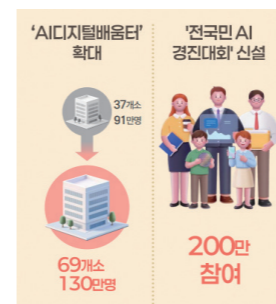 ‘AI디지털배움터’
확대
37개소
91만명
69개소
130만명
'전국민 AI
경진대회' 신설
200만
참여